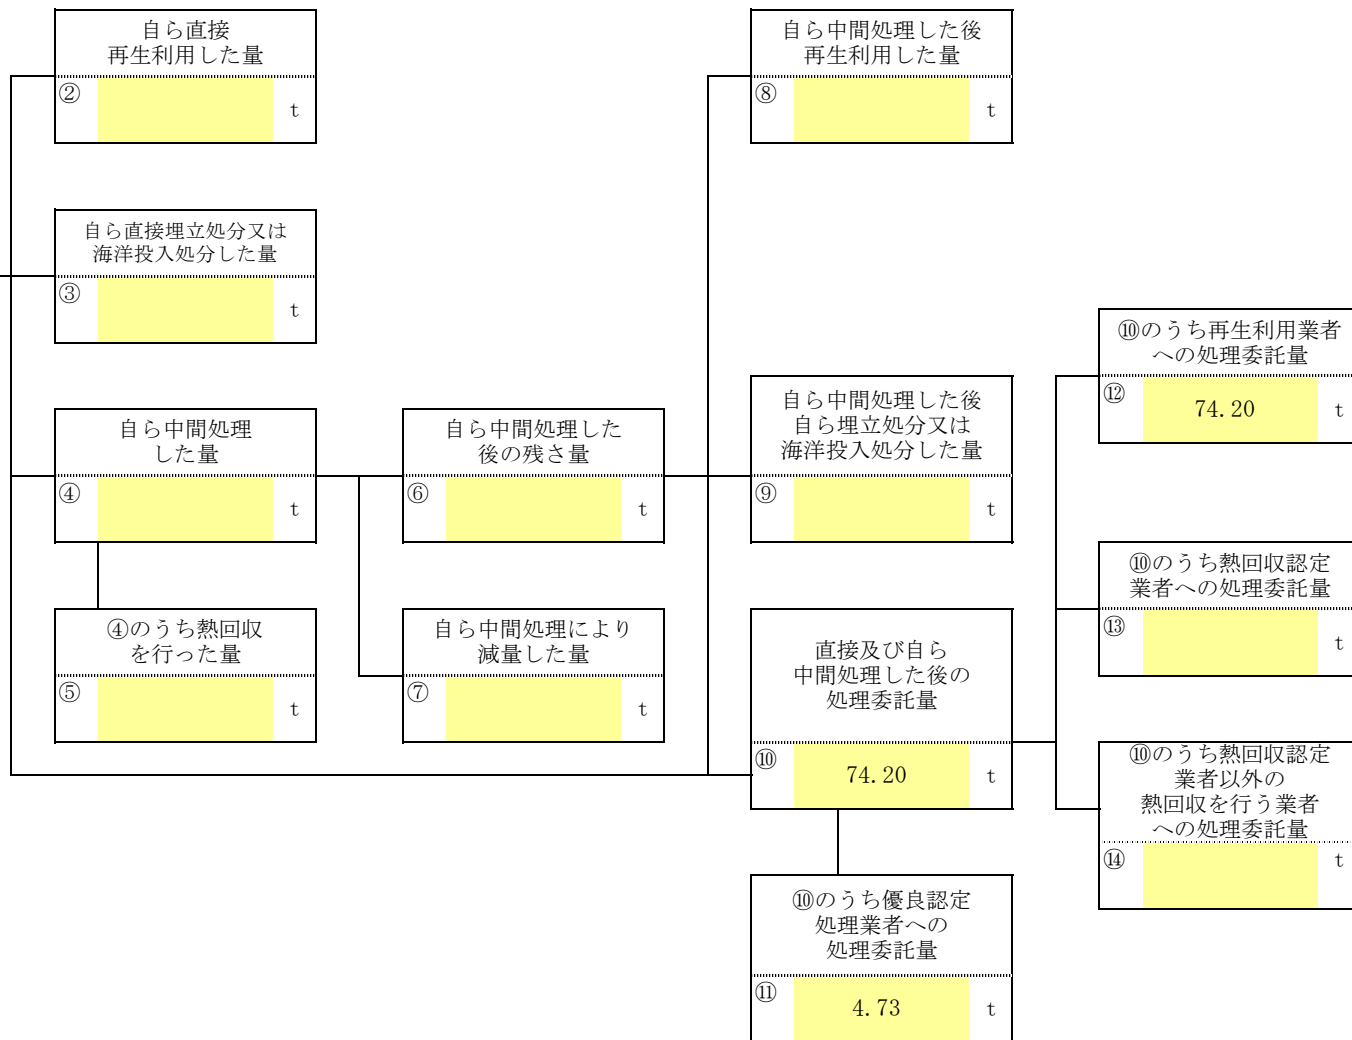 自ら直接
再生利用した量
②
t
自ら直接埋立処分又は
海洋投入処分した量
③
t
自ら中間処理
した量
④
t
④のうち熱回収
を行った量
⑤
t
自ら中間処理した
後の残さ量
⑥
t
自ら中間処理により
減量した量
⑦
t
自ら中間処理した後
再生利用した量
⑧
t
自ら中間処理した後
自ら埋立処分又は
海洋投入処分した量
⑨
t
直接及び自ら
中間処理した後の
処理委託量
⑩ 74.20 t
⑩のうち優良認定
処理業者への
処理委託量
⑪ 4.73 t
⑩のうち再生利用業者
への処理委託量
⑫ 74.20 t
⑩のうち熱回収認定
業者への処理委託量
⑬
t
⑩のうち熱回収認定
業者以外の
熱回収を行う業者
への処理委託量
⑭
t